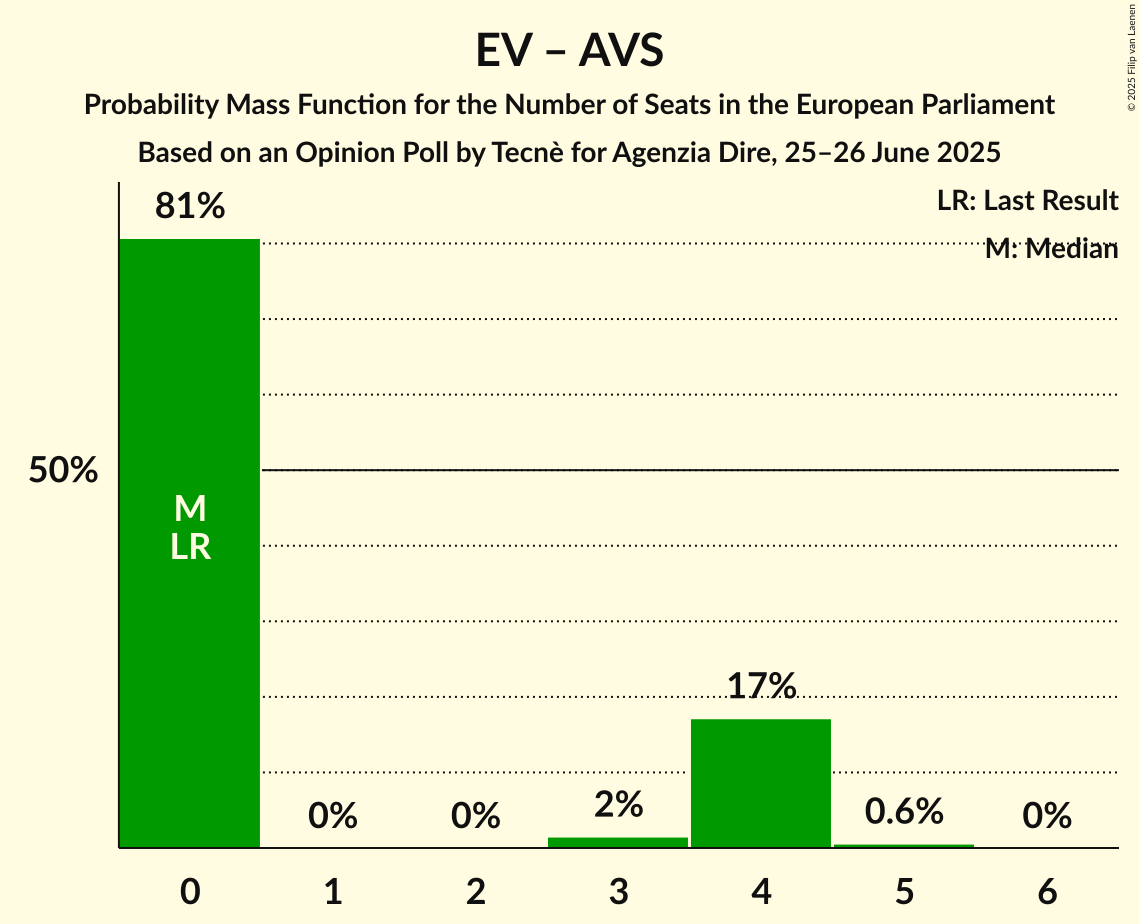 EV – AVS
Probability Mass Function for the Number of Seats in the European Parliament
Based on an Opinion Poll by Tecnè for Agenzia Dire, 25–26 June 2025
© 2025 Filip van Laenen
LR: Last Result
M: Median
81%
50%
M
LR
0%
0%
2%
17%
0.6%
0%
0
1
2
3
4
5
6